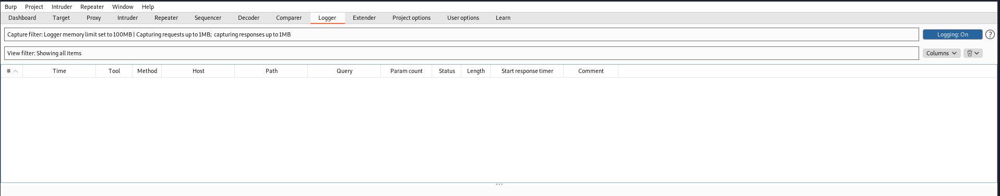 Burp Project Intruder Repeater Window Help
Dashboard Target Proxy Intruder Repeater Sequencer Decoder Comparer Logger Extender Project options User options Learn
Capture filter: Logger memory limit set to 100MB | Capturing requests up to 1MB; capturing responses up to 1MB Logging: On ?
View filter: Showing all items Columns
# Time Tool Method Host Path Query Param count Status Length Start response timer Comment